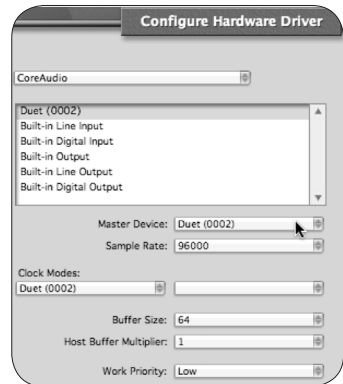 Configure Hardware Driver
CoreAudio
Duet (0002)
Built-in Line Input
Built-in Digital Input
Built-in Output
Built-in Line Output
Built-in Digital Output
Master Device: Duet (0002)
Sample Rate: 96000
Clock Modes:
Duet (0002)
Buffer Size: 64
Host Buffer Multiplier: 1
Work Priority: Low